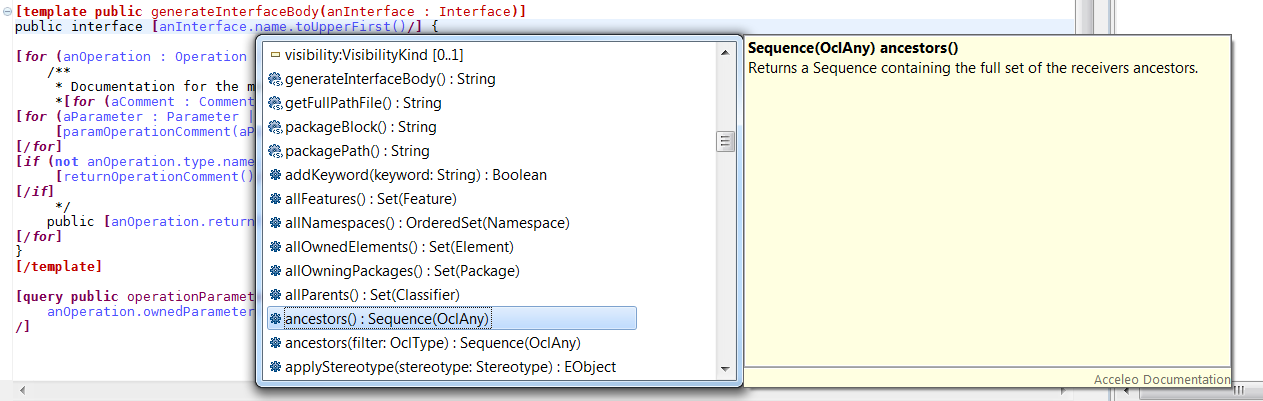 [template public generateInterfaceBody(anInterface : Interface)]
public interface [anInterface.name.toUpperFirst()/] {
[for (anOperation : Operation
/**
* Documentation for the m
*[for (aComment : Comment
[for (aParameter : Parameter |
[paramOperationComment(aP
[/for]
[if (not anOperation.type.name
[returnOperationComment()
[/if]
*/
public [anOperation.return
[/for]
}
[/template]
[query public operationParamet
anOperation.ownedParameter
/]
visibility:VisibilityKind [0..1]
generateInterfaceBody() : String
getFullPathFile() : String
packageBlock() : String
packagePath() : String
addKeyword(keyword: String) : Boolean
allFeatures() : Set(Feature)
allNamespaces() : OrderedSet(Namespace)
allOwnedElements() : Set(Element)
allOwningPackages() : Set(Package)
allParents() : Set(Classifier)
ancestors() : Sequence(OclAny)
ancestors(filter: OclType) : Sequence(OclAny)
applyStereotype(stereotype: Stereotype) : EObject
Sequence(OclAny) ancestors()
Returns a Sequence containing the full set of the receivers ancestors.
Acceleo Documentation